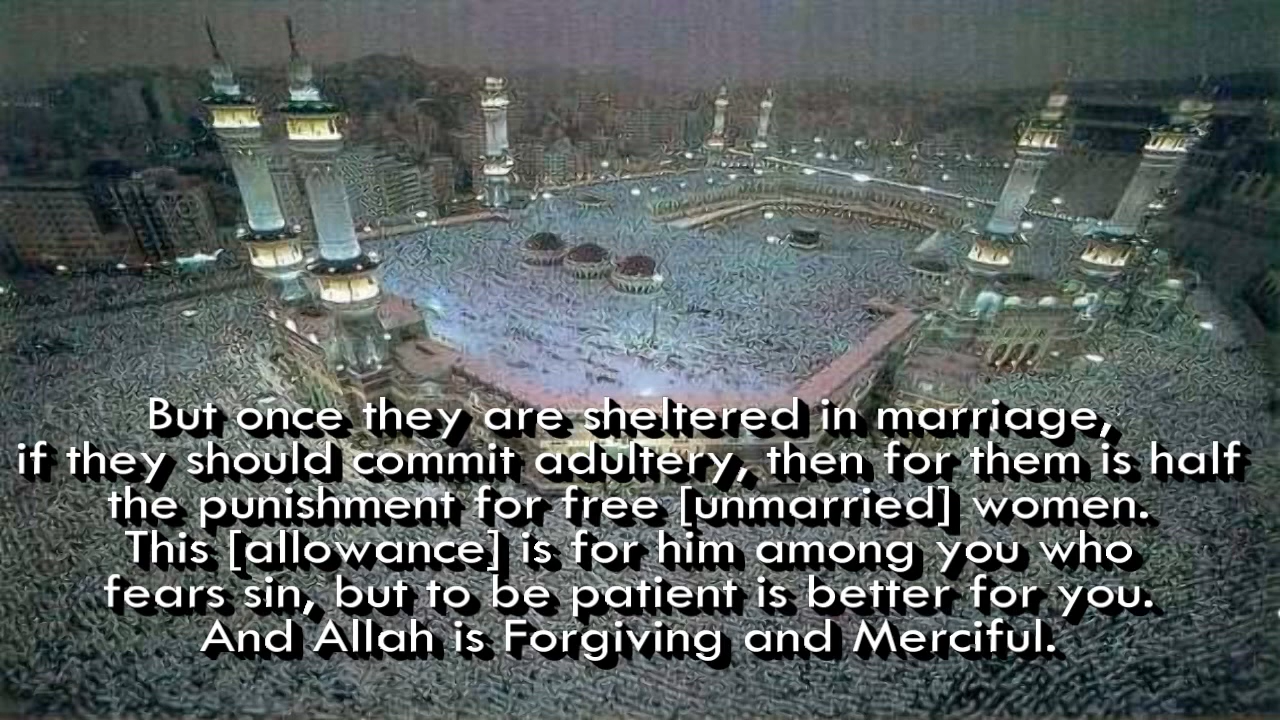 But once they are sheltered in marriage,
if they should commit adultery, then for them is half
the punishment for free [unmarried] women.
This [allowance] is for him among you who
fears sin, but to be patient is better for you.
And Allah is Forgiving and Merciful.